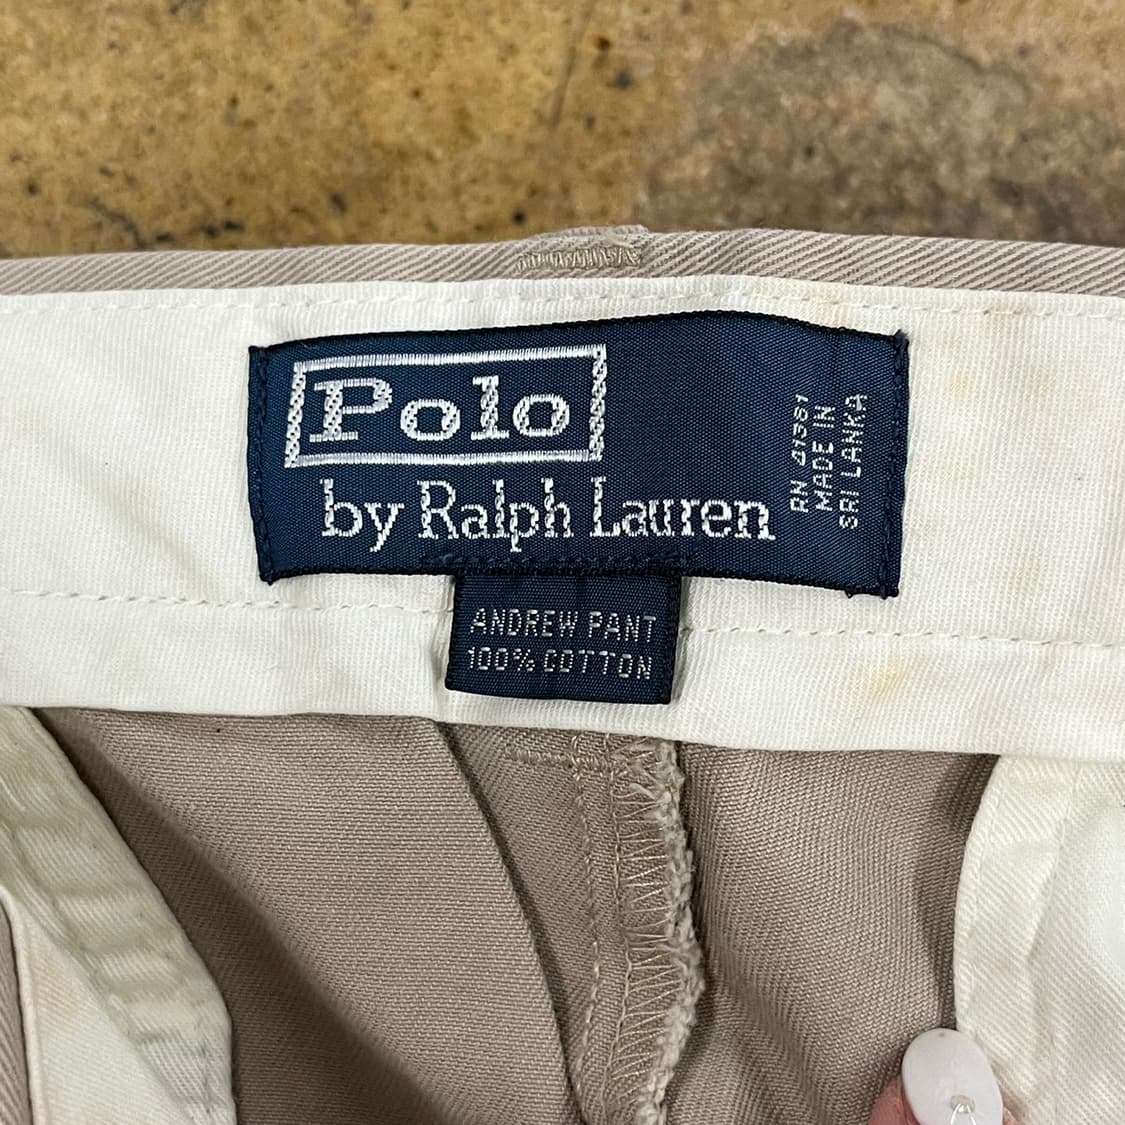 Polo
by Ralph Lauren
RN 41381
MADE IN
SRI LANKA
ANDREW PANT
100% COTTON